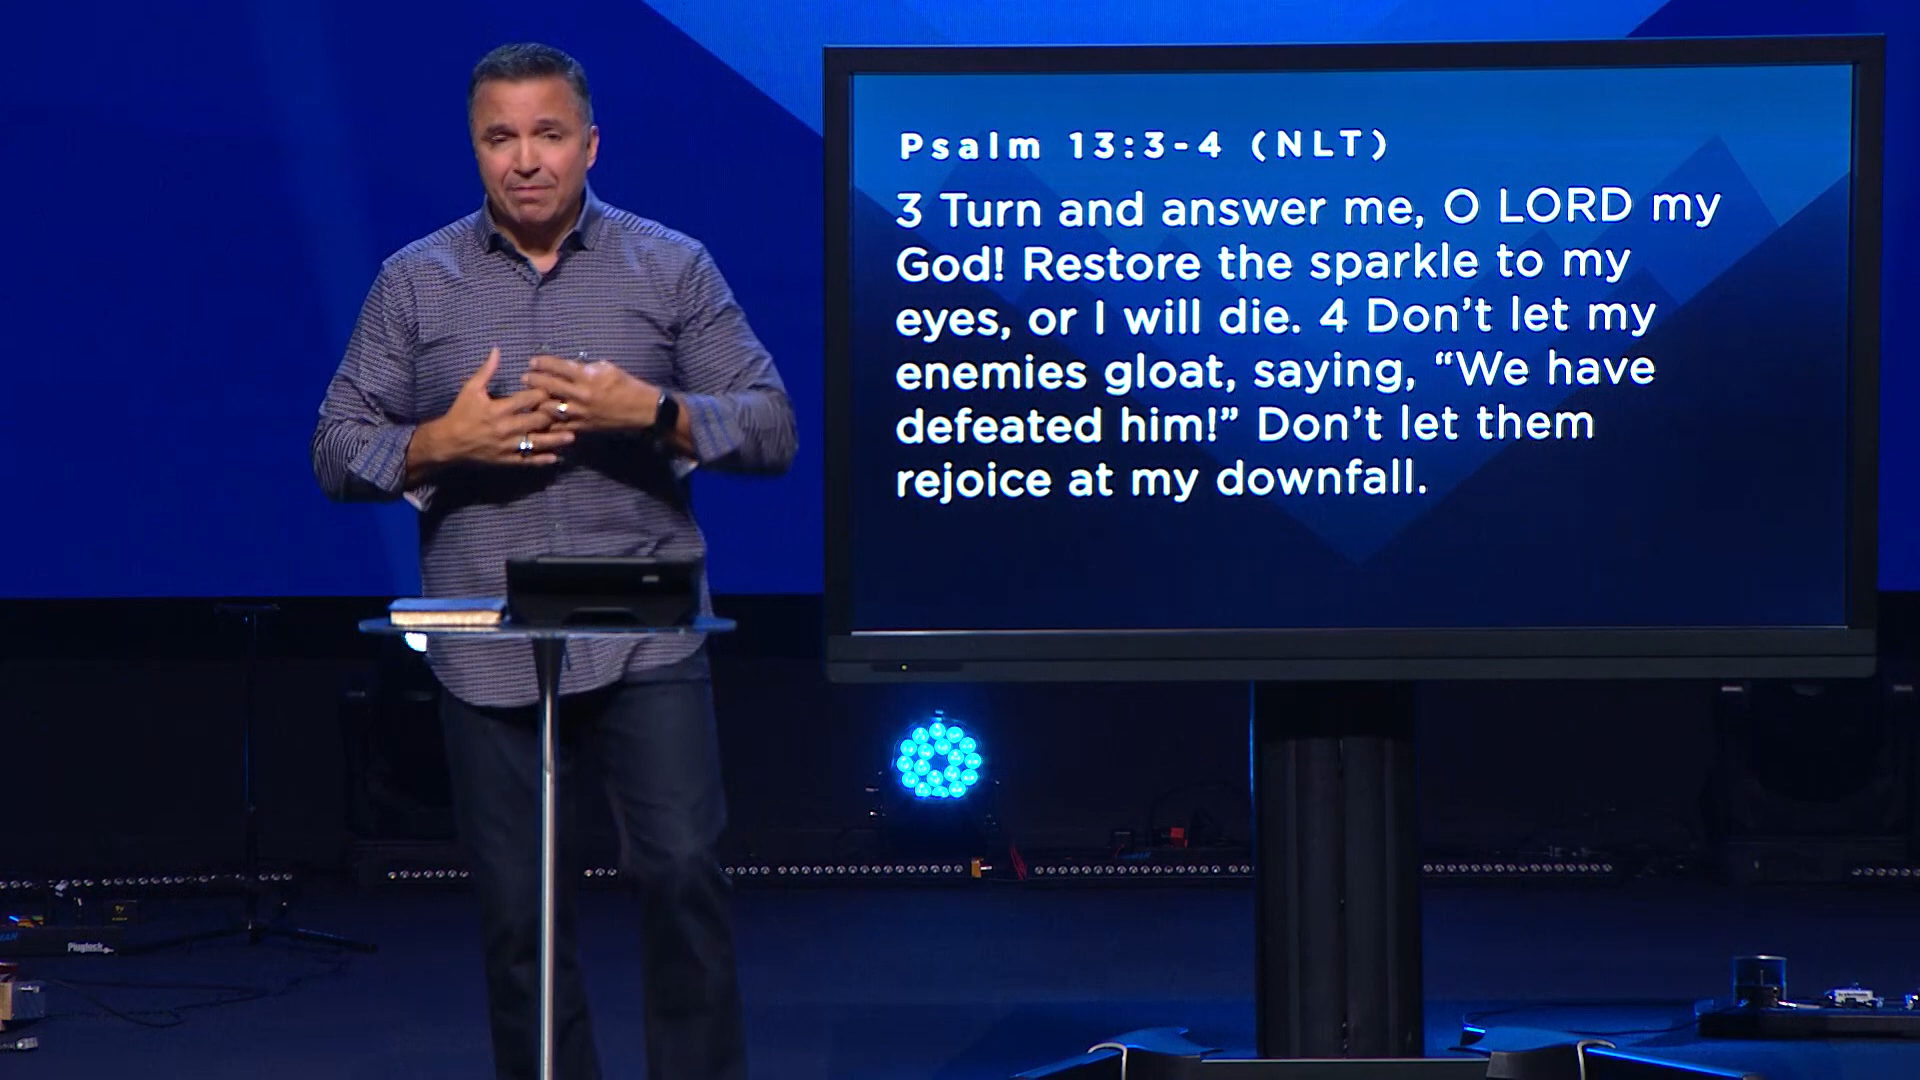 Psalm 13:3-4 (NLT)
3 Turn and answer me, O LORD my
God! Restore the sparkle to my
eyes, or I will die. 4 Don’t let my
enemies gloat, saying, “We have
defeated him!” Don’t let them
rejoice at my downfall.